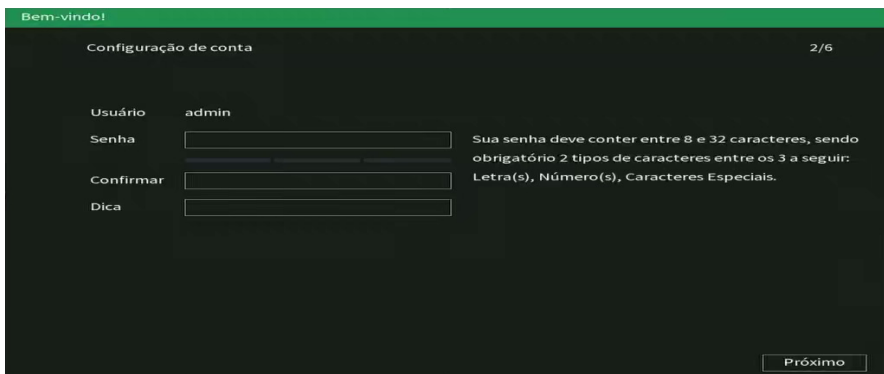 Bem-vindo!
Configuração de conta 2/6
Usuário admin
Senha
Sua senha deve conter entre 8 e 32 caracteres, sendo
obrigatório 2 tipos de caracteres entre os 3 a seguir:
Letra(s), Número(s), Caracteres Especiais.
Confirmar
Dica
Próximo